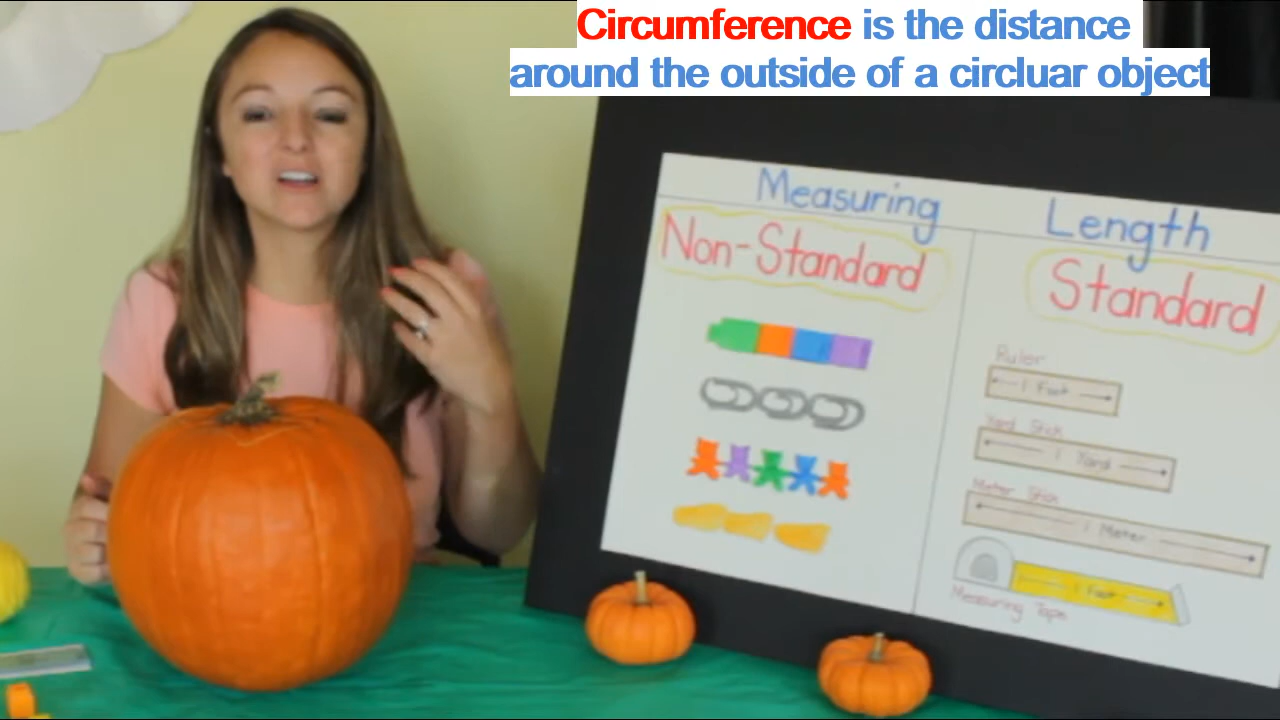 Circumference is the distance
around the outside of a circluar object
Measuring Length
Non-Standard
Standard
Ruler
1 Foot
Yard Stick
1 Yard
Meter Stick
1 Meter
1 Foot
Measuring Tape